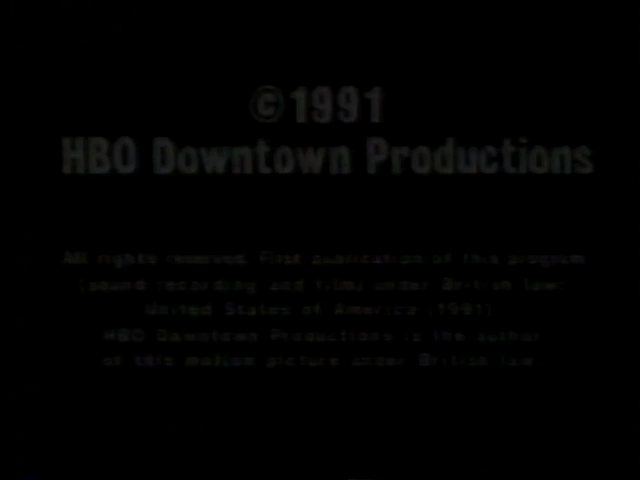 ©1991
HBO Downtown Productions
All rights reserved. First publication of this program
(sound recording and film) under British law:
United States of America (1991)
HBO Downtown Productions is the author
of this motion picture under British law